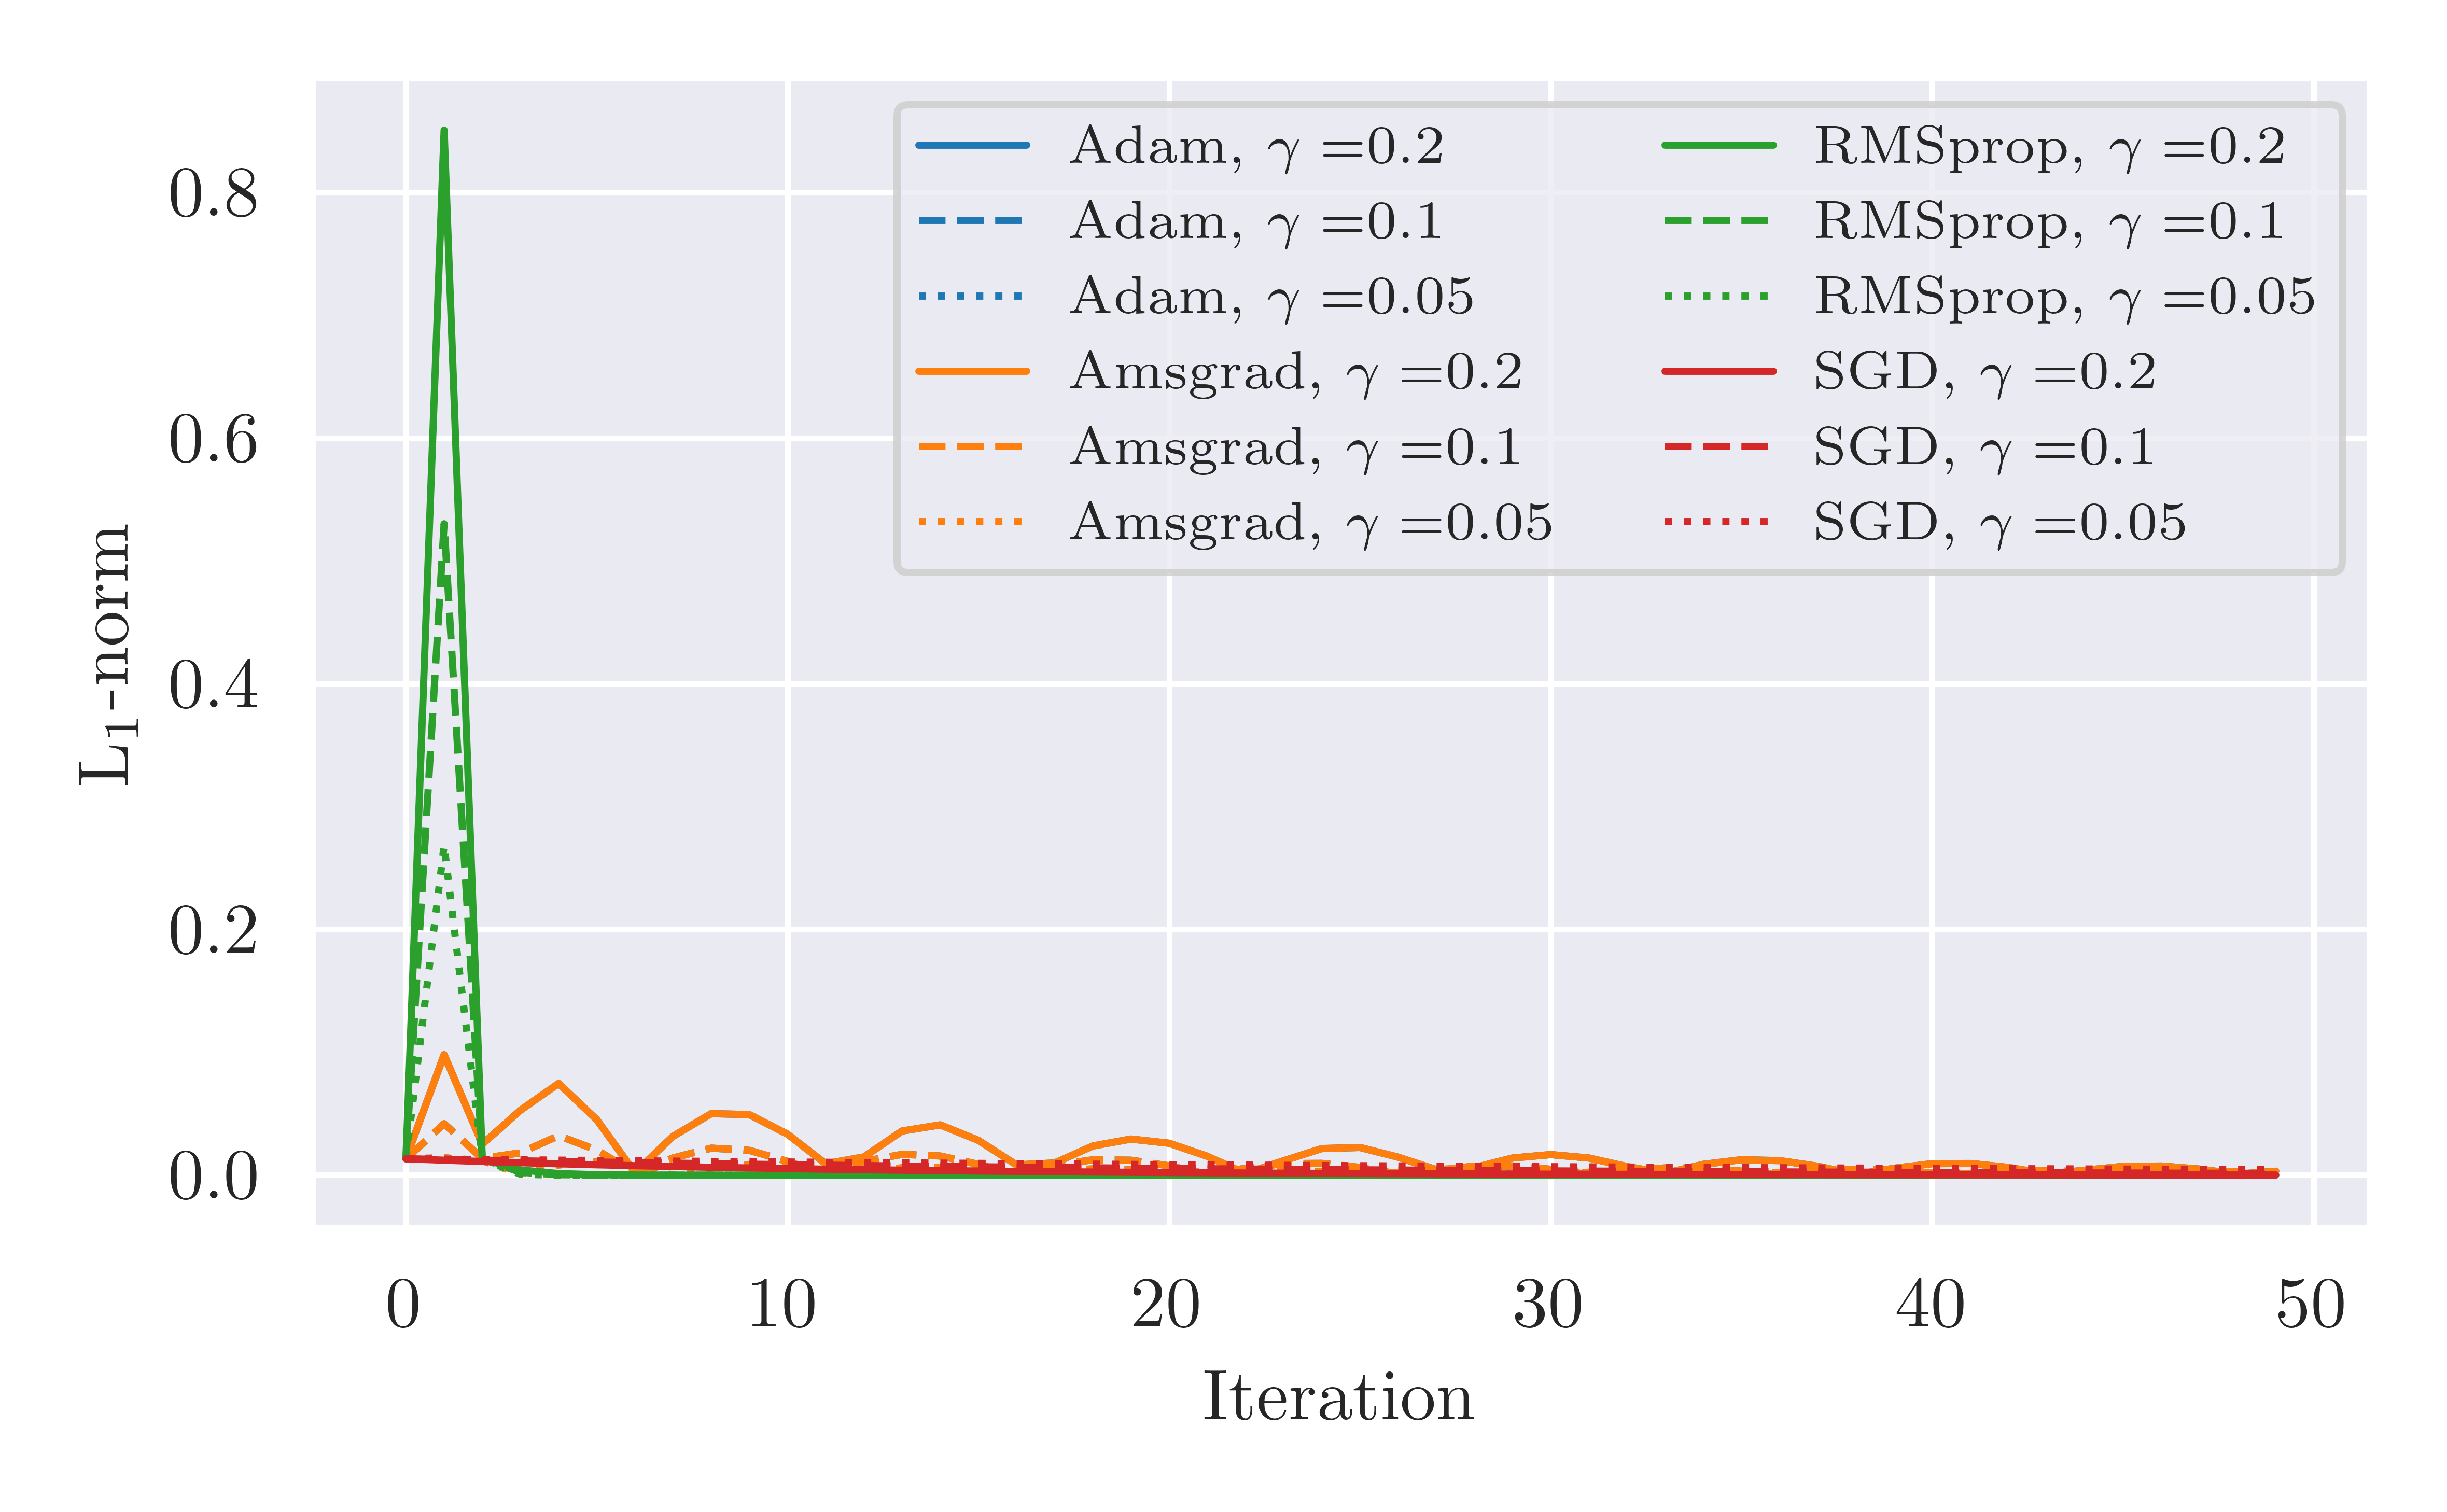 L₁-norm
0.8
0.6
0.4
0.2
0.0
Adam, γ =0.2
Adam, γ =0.1
Adam, γ =0.05
Amsgrad, γ =0.2
Amsgrad, γ =0.1
Amsgrad, γ =0.05
RMSprop, γ =0.2
RMSprop, γ =0.1
RMSprop, γ =0.05
SGD, γ =0.2
SGD, γ =0.1
SGD, γ =0.05
0 10 20 30 40 50
Iteration